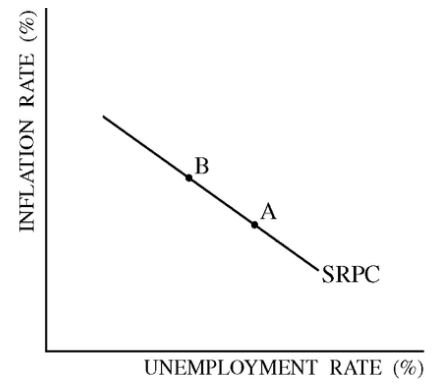 INFLATION RATE (%)
B
A
SRPC
UNEMPLOYMENT RATE (%)